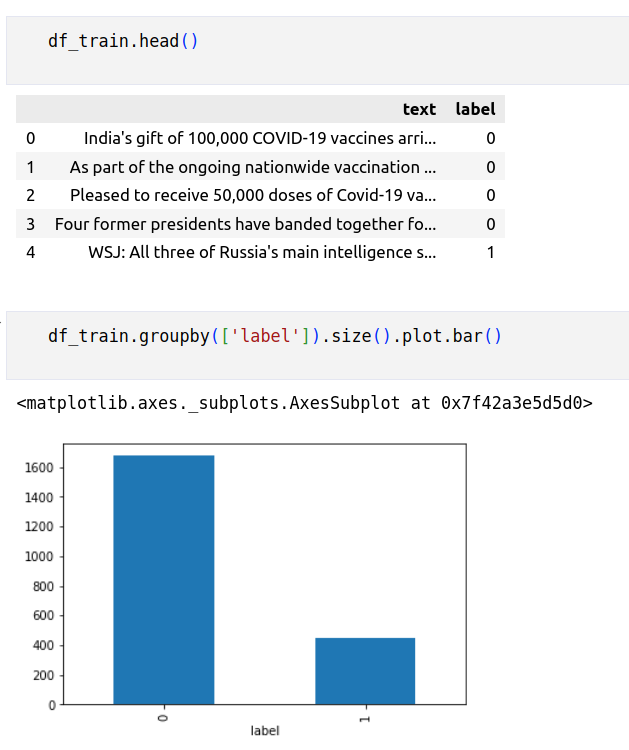 df_train.head()
text label
0 India's gift of 100,000 COVID-19 vaccines arri... 0
1 As part of the ongoing nationwide vaccination ... 0
2 Pleased to receive 50,000 doses of Covid-19 va... 0
3 Four former presidents have banded together fo... 0
4 WSJ: All three of Russia's main intelligence s... 1
df_train.groupby(['label']).size().plot.bar()
<matplotlib.axes._subplots.AxesSubplot at 0x7f42a3e5d5d0>
1600
1400
1200
1000
800
600
400
200
0
0 1
label